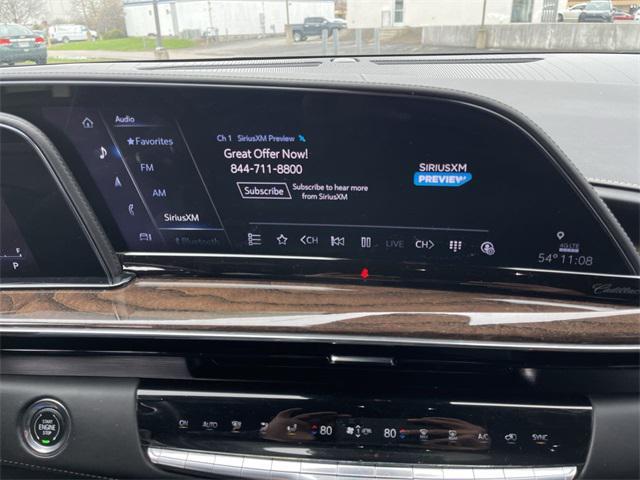 Audio
Favorites
FM
AM
SiriusXM
Bluetooth
Ch 1 SiriusXM Preview
Great Offer Now!
844-711-8800
Subscribe
Subscribe to hear more
from SiriusXM
SIRIUSXM
PREVIEW
<CH
LIVE
CH>
4G LTE
54° 11:08
F
P
Cadillac
START
ENGINE
STOP
ON
AUTO
80
1
80
A/C
SYNC